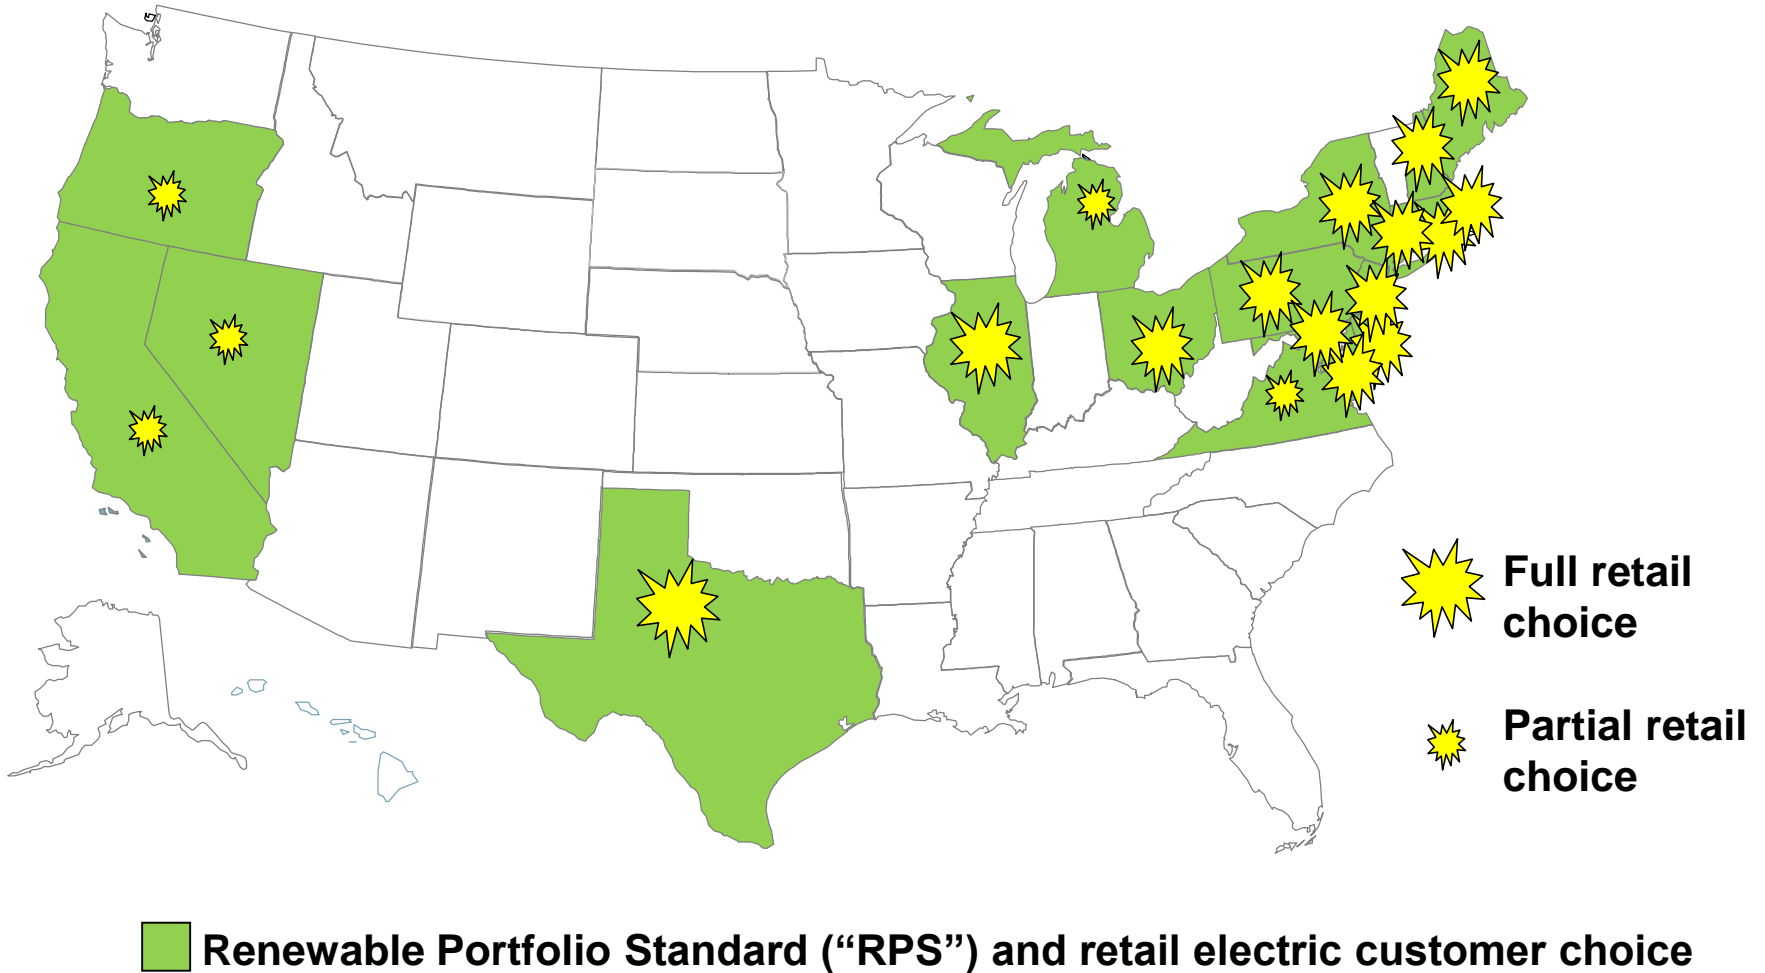 Full retail
choice
Partial retail
choice
Renewable Portfolio Standard (“RPS”) and retail electric customer choice